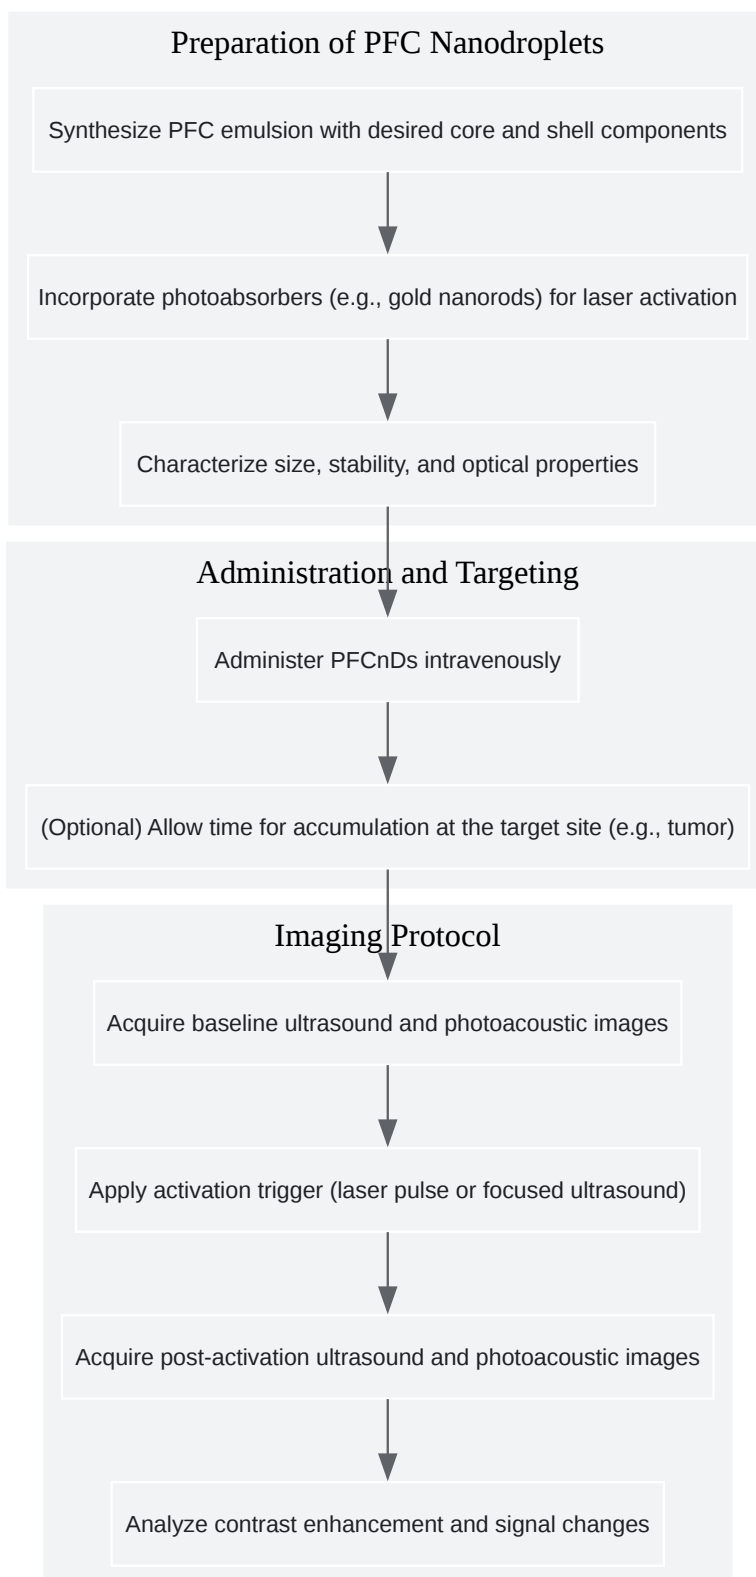 Preparation of PFC Nanodroplets
Synthesize PFC emulsion with desired core and shell components
Incorporate photoabsorbers (e.g., gold nanorods) for laser activation
Characterize size, stability, and optical properties
Administration and Targeting
Administer PFCnDs intravenously
(Optional) Allow time for accumulation at the target site (e.g., tumor)
Imaging Protocol
Acquire baseline ultrasound and photoacoustic images
Apply activation trigger (laser pulse or focused ultrasound)
Acquire post-activation ultrasound and photoacoustic images
Analyze contrast enhancement and signal changes